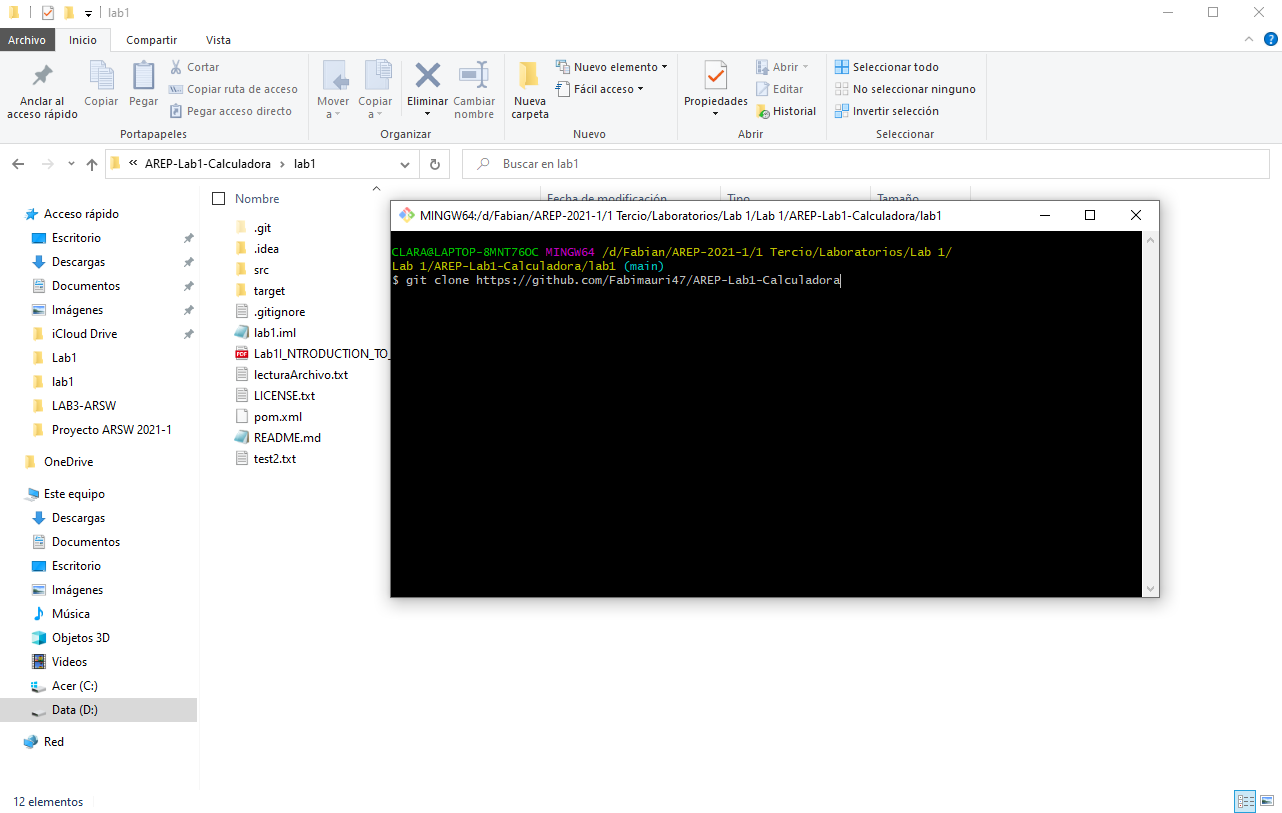 lab1
Archivo Inicio Compartir Vista
Anclar al acceso rápido
Copiar
Pegar
Cortar
Copiar ruta de acceso
Pegar acceso directo
Portapapeles
Mover a
Copiar a
Eliminar
Cambiar nombre
Organizar
Nueva carpeta
Nuevo elemento
Fácil acceso
Nuevo
Propiedades
Abrir
Editar
Historial
Abrir
Seleccionar todo
No seleccionar ninguno
Invertir selección
Seleccionar
« AREP-Lab1-Calculadora › lab1
Buscar en lab1
Nombre Fecha de modificación Tipo Tamaño
Acceso rápido
Escritorio
Descargas
Documentos
Imágenes
iCloud Drive
Lab1
lab1
LAB3-ARSW
Proyecto ARSW 2021-1
OneDrive
Este equipo
Descargas
Documentos
Escritorio
Imágenes
Música
Objetos 3D
Videos
Acer (C:)
Data (D:)
Red
.git
.idea
src
target
.gitignore
lab1.iml
PDF Lab1I_NTRODUCTION_TO_
lecturaArchivo.txt
LICENSE.txt
pom.xml
README.md
test2.txt
MINGW64:/d/Fabian/AREP-2021-1/1 Tercio/Laboratorios/Lab 1/Lab 1/AREP-Lab1-Calculadora/lab1
CLARA@LAPTOP-8MNT76OC MINGW64 /d/Fabian/AREP-2021-1/1 Tercio/Laboratorios/Lab 1/
Lab 1/AREP-Lab1-Calculadora/lab1 (main)
$ git clone https://github.com/Fabimauri47/AREP-Lab1-Calculadora
12 elementos